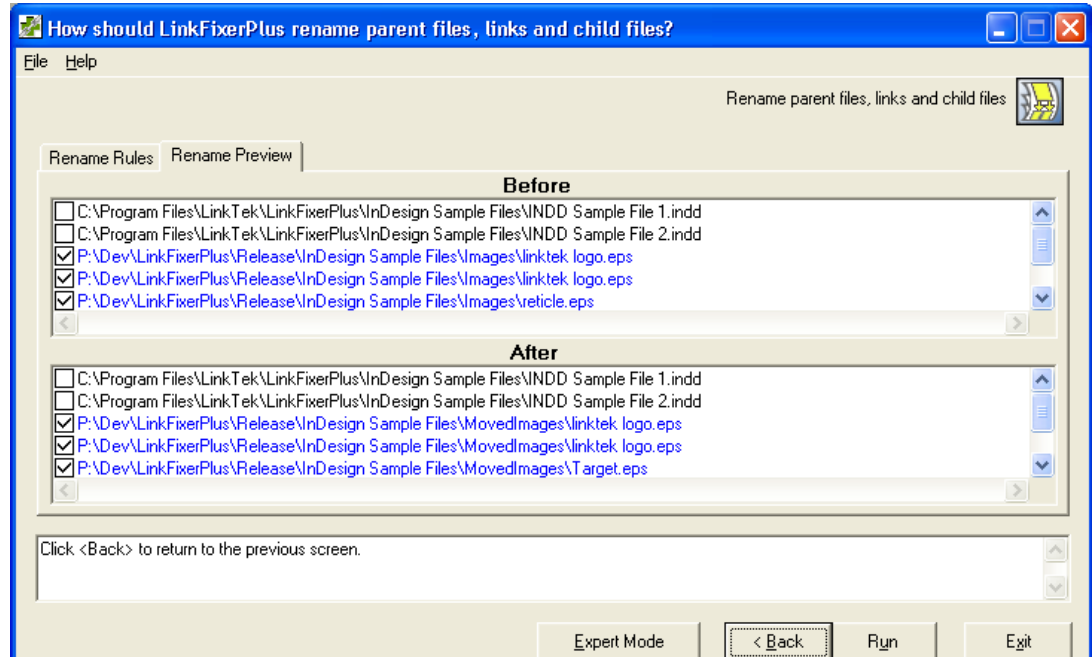 How should LinkFixerPlus rename parent files, links and child files?
File Help
Rename parent files, links and child files
Rename Rules Rename Preview
Before
C:\Program Files\LinkTek\LinkFixerPlus\InDesign Sample Files\INDD Sample File 1.indd
C:\Program Files\LinkTek\LinkFixerPlus\InDesign Sample Files\INDD Sample File 2.indd
P:\Dev\LinkFixerPlus\Release\InDesign Sample Files\Images\linktek logo.eps
P:\Dev\LinkFixerPlus\Release\InDesign Sample Files\Images\linktek logo.eps
P:\Dev\LinkFixerPlus\Release\InDesign Sample Files\Images\reticle.eps
After
C:\Program Files\LinkTek\LinkFixerPlus\InDesign Sample Files\INDD Sample File 1.indd
C:\Program Files\LinkTek\LinkFixerPlus\InDesign Sample Files\INDD Sample File 2.indd
P:\Dev\LinkFixerPlus\Release\InDesign Sample Files\MovedImages\linktek logo.eps
P:\Dev\LinkFixerPlus\Release\InDesign Sample Files\MovedImages\linktek logo.eps
P:\Dev\LinkFixerPlus\Release\InDesign Sample Files\MovedImages\Target.eps
Click <Back> to return to the previous screen.
Expert Mode < Back Run Exit